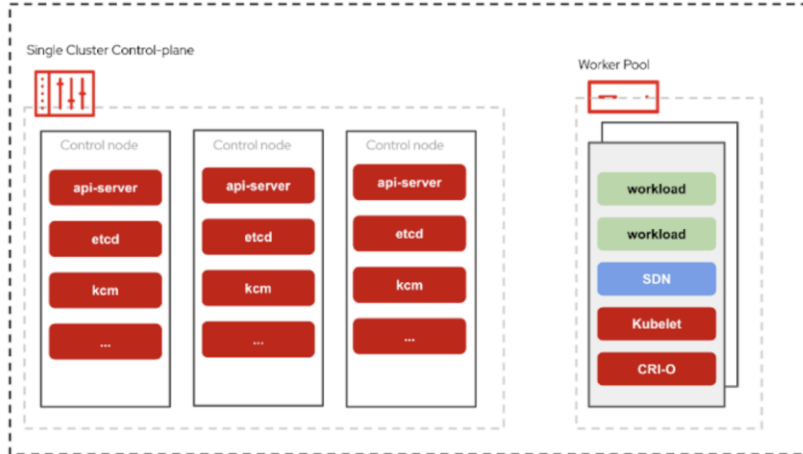 Single Cluster Control-plane
Control node
api-server
etcd
kcm
...
Control node
api-server
etcd
kcm
...
Control node
api-server
etcd
kcm
...
Worker Pool
workload
workload
SDN
Kubelet
CRI-O